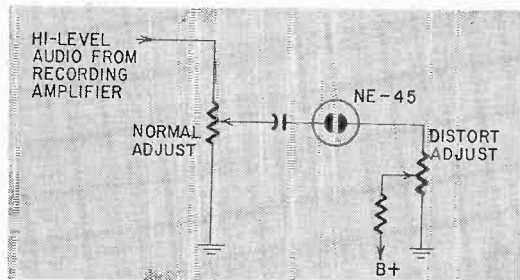 HI-LEVEL
AUDIO FROM
RECORDING
AMPLIFIER
NORMAL
ADJUST
NE-45
DISTORT
ADJUST
B+